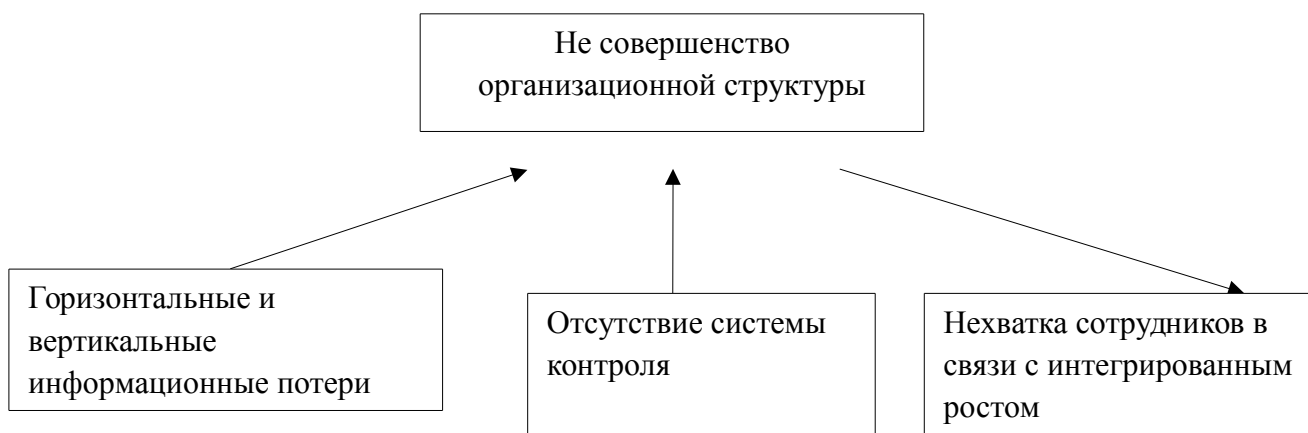 Не совершенство
организационной структуры
Горизонтальные и
вертикальные
информационные потери
Отсутствие системы
контроля
Нехватка сотрудников в
связи с интегрированным
ростом